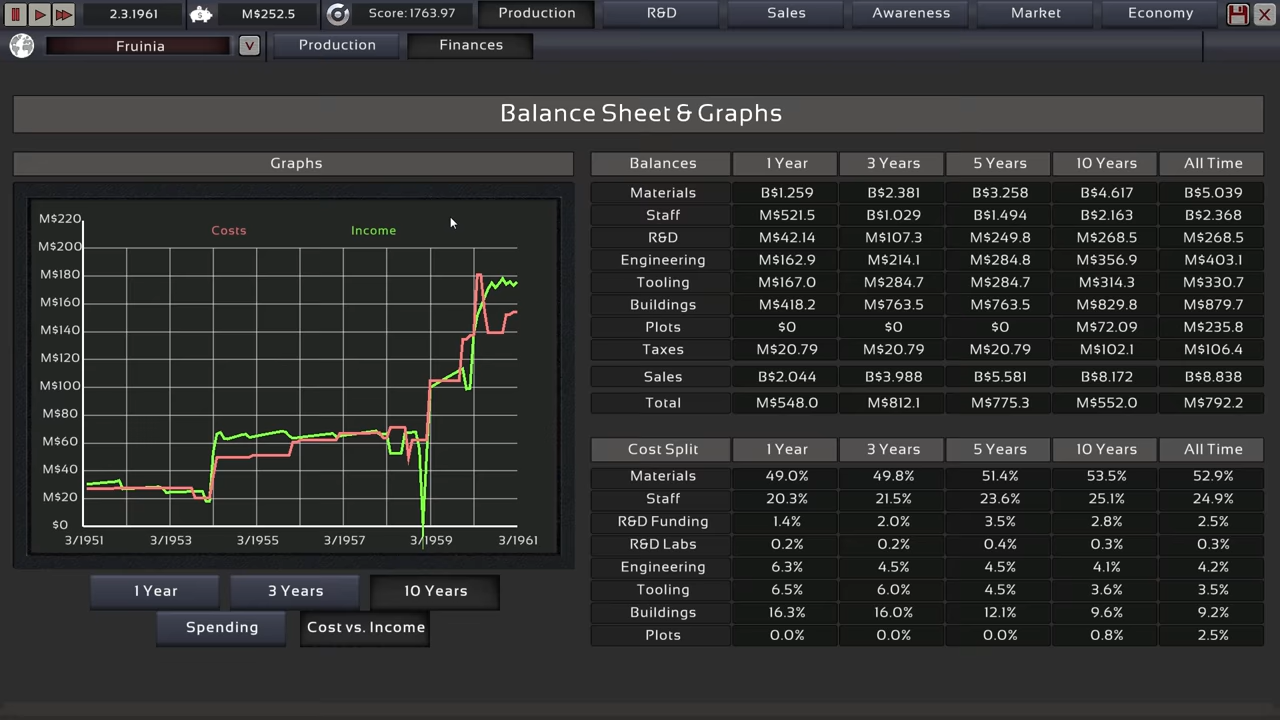 2.3.1961 M$252.5 Score:1763.97 Production R&D Sales Awareness Market Economy
Fruinia V Production Finances
Balance Sheet & Graphs
Graphs
Costs Income
M$220
M$200
M$180
M$160
M$140
M$120
M$100
M$80
M$60
M$40
M$20
$0
3/1951 3/1953 3/1955 3/1957 3/1959 3/1961
1 Year 3 Years 10 Years
Spending Cost vs. Income
Balances 1 Year 3 Years 5 Years 10 Years All Time
Materials B$1.259 B$2.381 B$3.258 B$4.617 B$5.039
Staff M$521.5 B$1.029 B$1.494 B$2.163 B$2.368
R&D M$42.14 M$107.3 M$249.8 M$268.5 M$268.5
Engineering M$162.9 M$214.1 M$284.8 M$356.9 M$403.1
Tooling M$167.0 M$284.7 M$284.7 M$314.3 M$330.7
Buildings M$418.2 M$763.5 M$763.5 M$829.8 M$879.7
Plots $0 $0 $0 M$72.09 M$235.8
Taxes M$20.79 M$20.79 M$20.79 M$102.1 M$106.4
Sales B$2.044 B$3.988 B$5.581 B$8.172 B$8.838
Total M$548.0 M$812.1 M$775.3 M$552.0 M$792.2
Cost Split 1 Year 3 Years 5 Years 10 Years All Time
Materials 49.0% 49.8% 51.4% 53.5% 52.9%
Staff 20.3% 21.5% 23.6% 25.1% 24.9%
R&D Funding 1.4% 2.0% 3.5% 2.8% 2.5%
R&D Labs 0.2% 0.2% 0.4% 0.3% 0.3%
Engineering 6.3% 4.5% 4.5% 4.1% 4.2%
Tooling 6.5% 6.0% 4.5% 3.6% 3.5%
Buildings 16.3% 16.0% 12.1% 9.6% 9.2%
Plots 0.0% 0.0% 0.0% 0.8% 2.5%